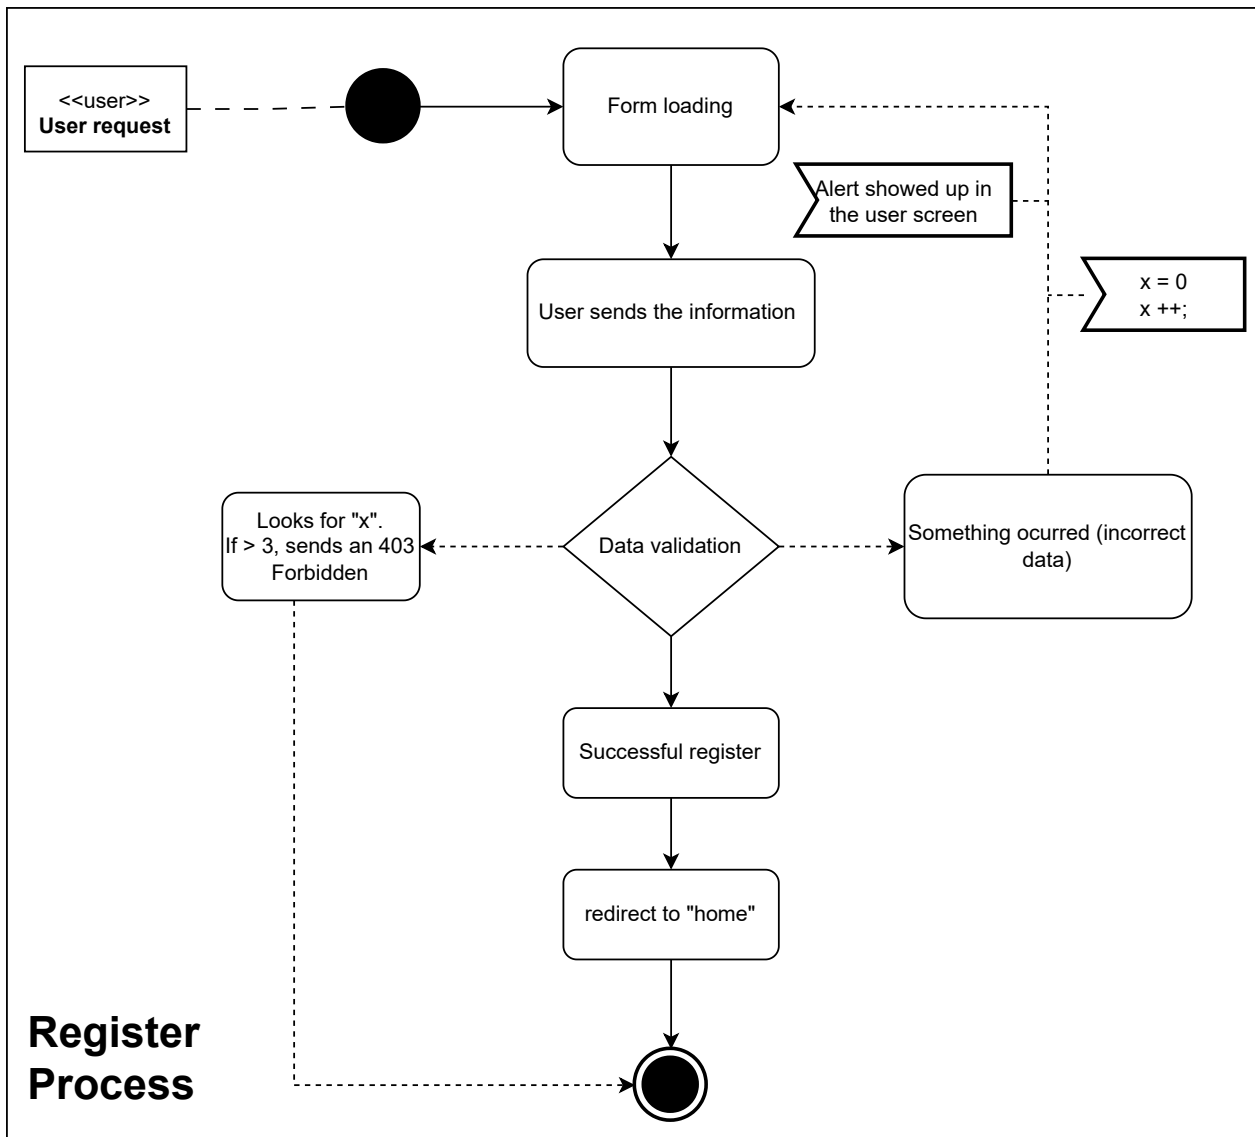 <<user>>
User request
Form loading
Alert showed up in
the user screen
x = 0
x ++;
User sends the information
Looks for "x".
If > 3, sends an 403
Forbidden
Data validation
Something ocurred (incorrect
data)
Successful register
redirect to "home"
Register
Process